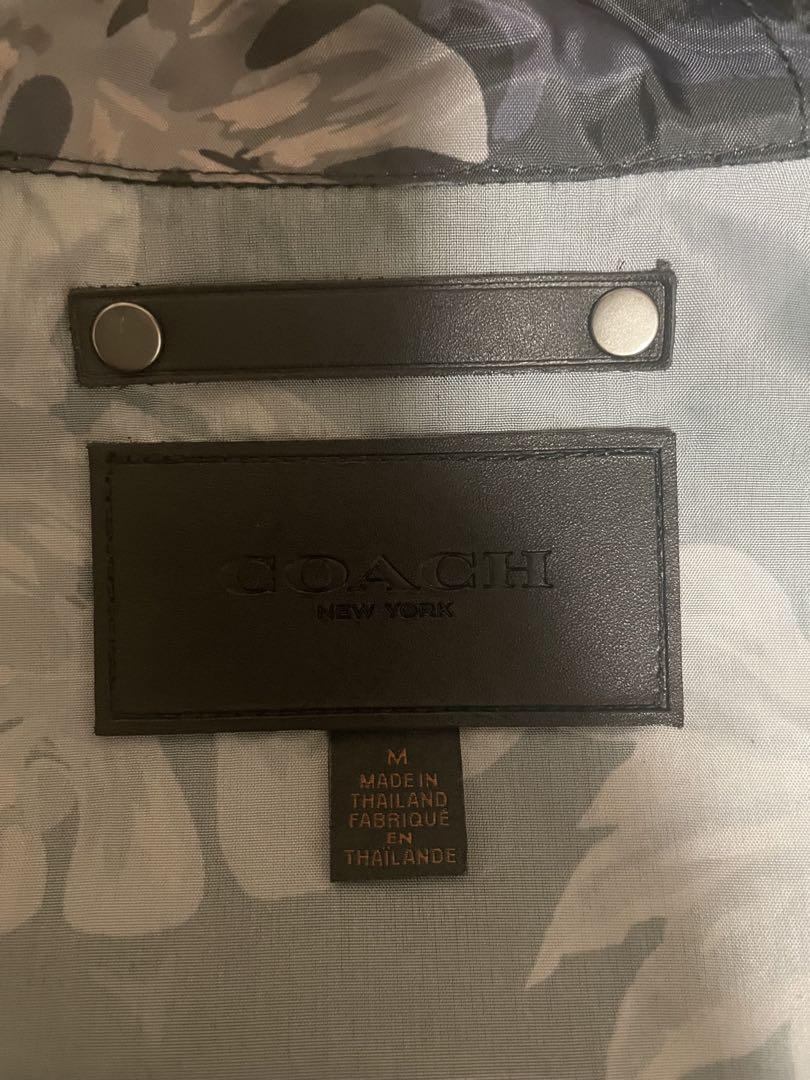 COACH
NEW YORK
M
MADE IN
THAILAND
FABRIQUÉ
EN
THAÏLANDE